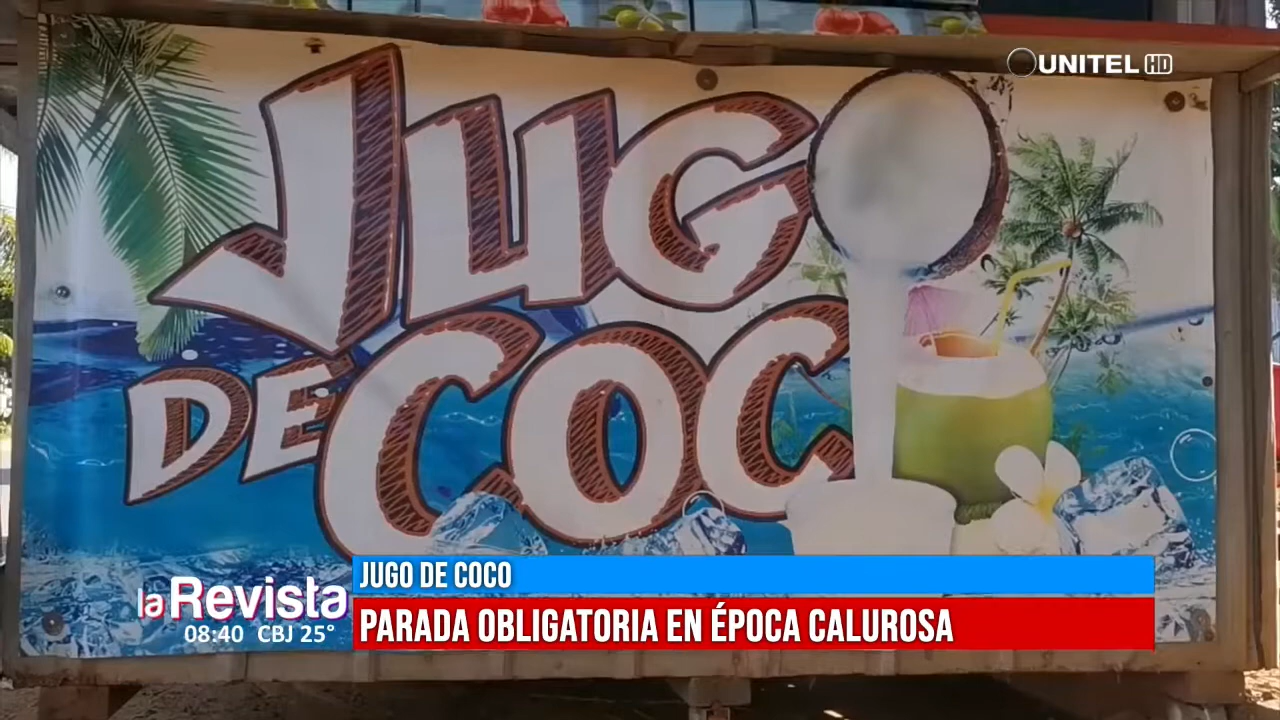 UNITEL HD
JUGO
DE COCO
JUGO DE COCO
la Revista
08:40 CBJ 25°
PARADA OBLIGATORIA EN ÉPOCA CALUROSA